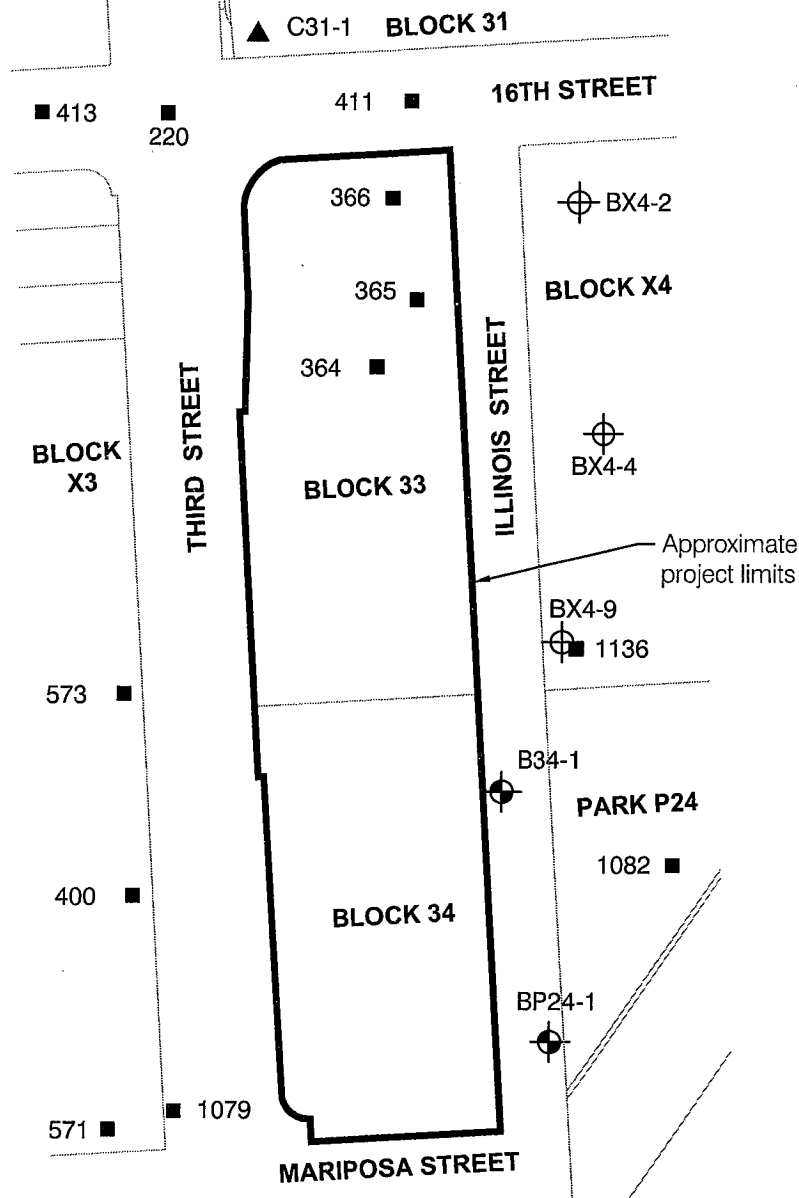 C31-1
BLOCK 31
16TH STREET
413
220
411
366
BX4-2
365
BLOCK X4
364
THIRD STREET
ILLINOIS STREET
BLOCK
X3
BLOCK 33
BX4-4
Approximate
project limits
BX4-9
1136
573
B34-1
PARK P24
1082
400
BLOCK 34
BP24-1
1079
571
MARIPOSA STREET